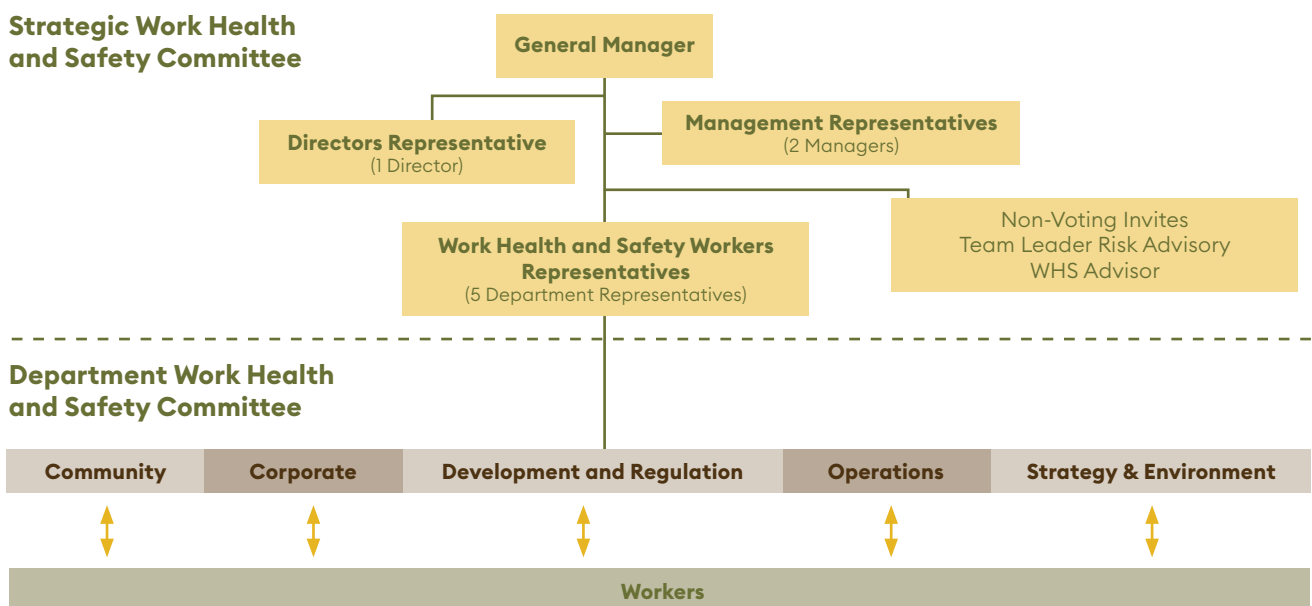 Strategic Work Health
and Safety Committee
General Manager
Directors Representative
(1 Director)
Management Representatives
(2 Managers)
Work Health and Safety Workers
Representatives
(5 Department Representatives)
Non-Voting Invites
Team Leader Risk Advisory
WHS Advisor
Department Work Health
and Safety Committee
Community
Corporate
Development and Regulation
Operations
Strategy & Environment
Workers